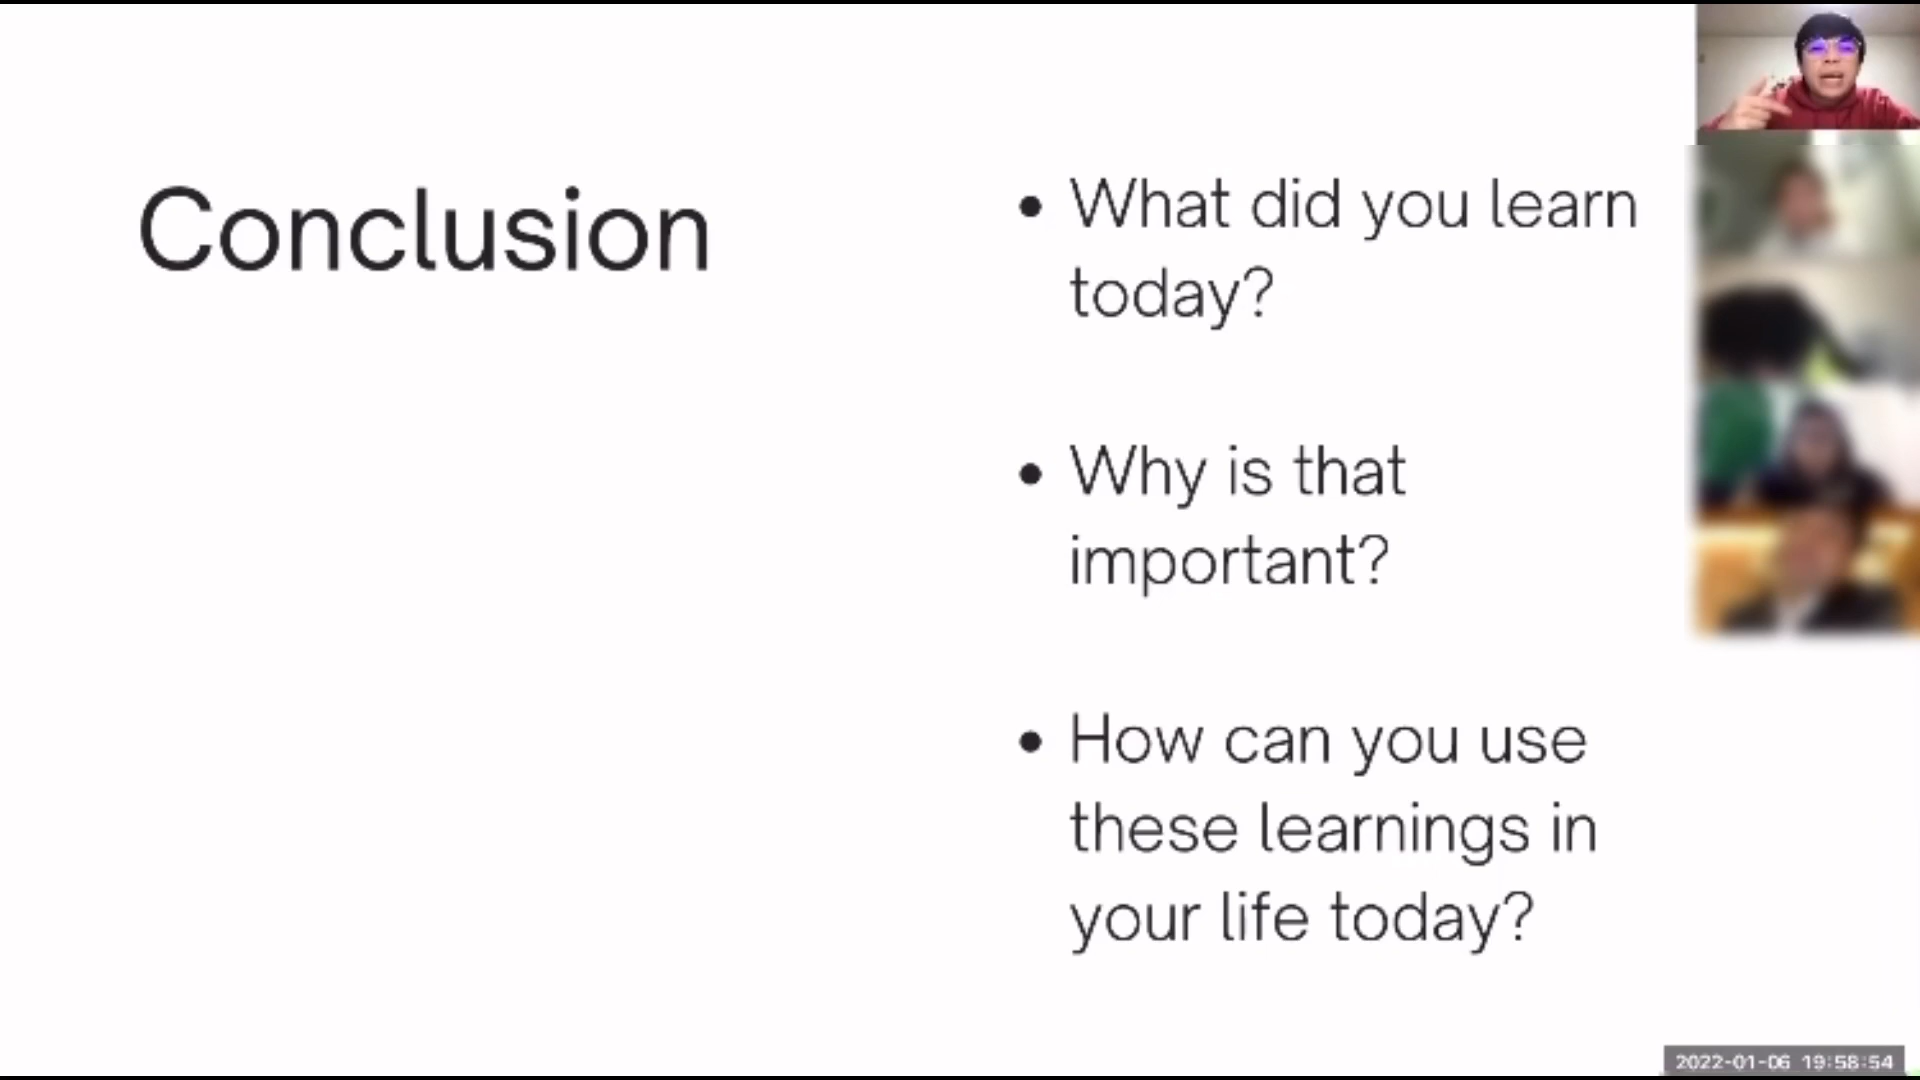 Conclusion
• What did you learn
today?
• Why is that
important?
• How can you use
these learnings in
your life today?
2022-01-06 19:58:54